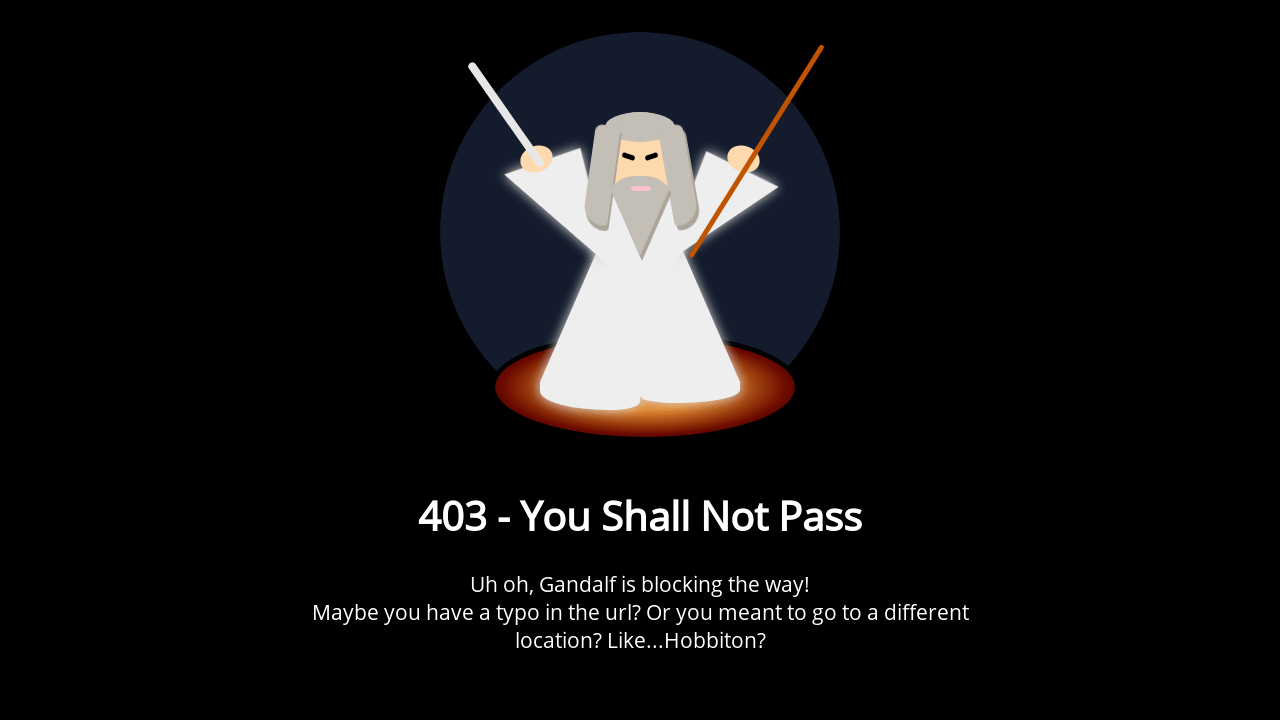 403 - You Shall Not Pass
Uh oh, Gandalf is blocking the way!
Maybe you have a typo in the url? Or you meant to go to a different
location? Like...Hobbiton?